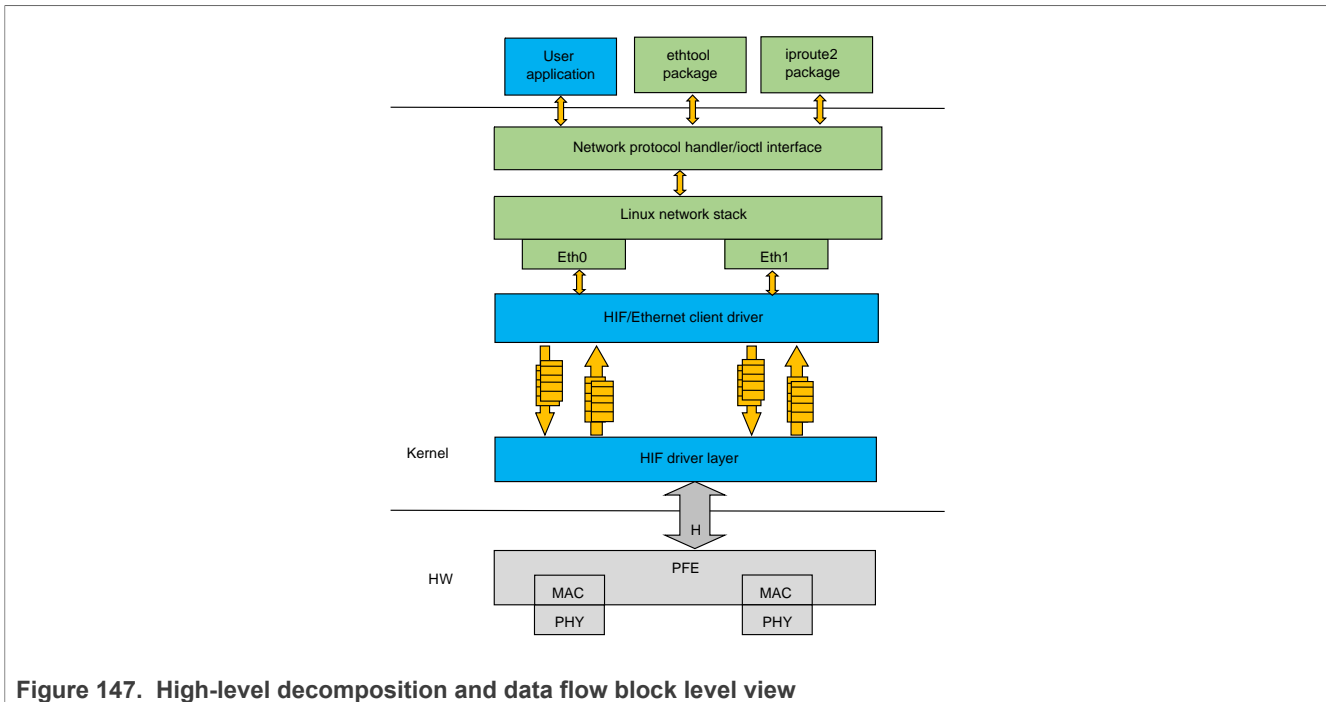 User
application
ethtool
package
iproute2
package
Network protocol handler/ioctl interface
Linux network stack
Eth0
Eth1
HIF/Ethernet client driver
Kernel
HIF driver layer
H
HW
PFE
MAC
MAC
PHY
PHY
Figure 147. High-level decomposition and data flow block level view